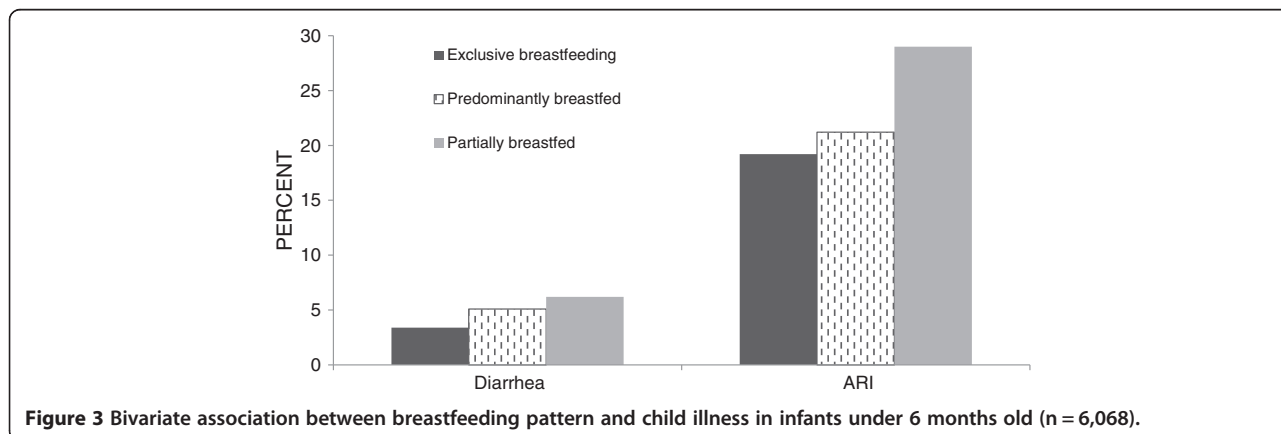 30
25
20
15
10
5
0
PERCENT
Exclusive breastfeeding
Predominantly breastfed
Partially breastfed
Diarrhea
ARI
Figure 3 Bivariate association between breastfeeding pattern and child illness in infants under 6 months old (n = 6,068).